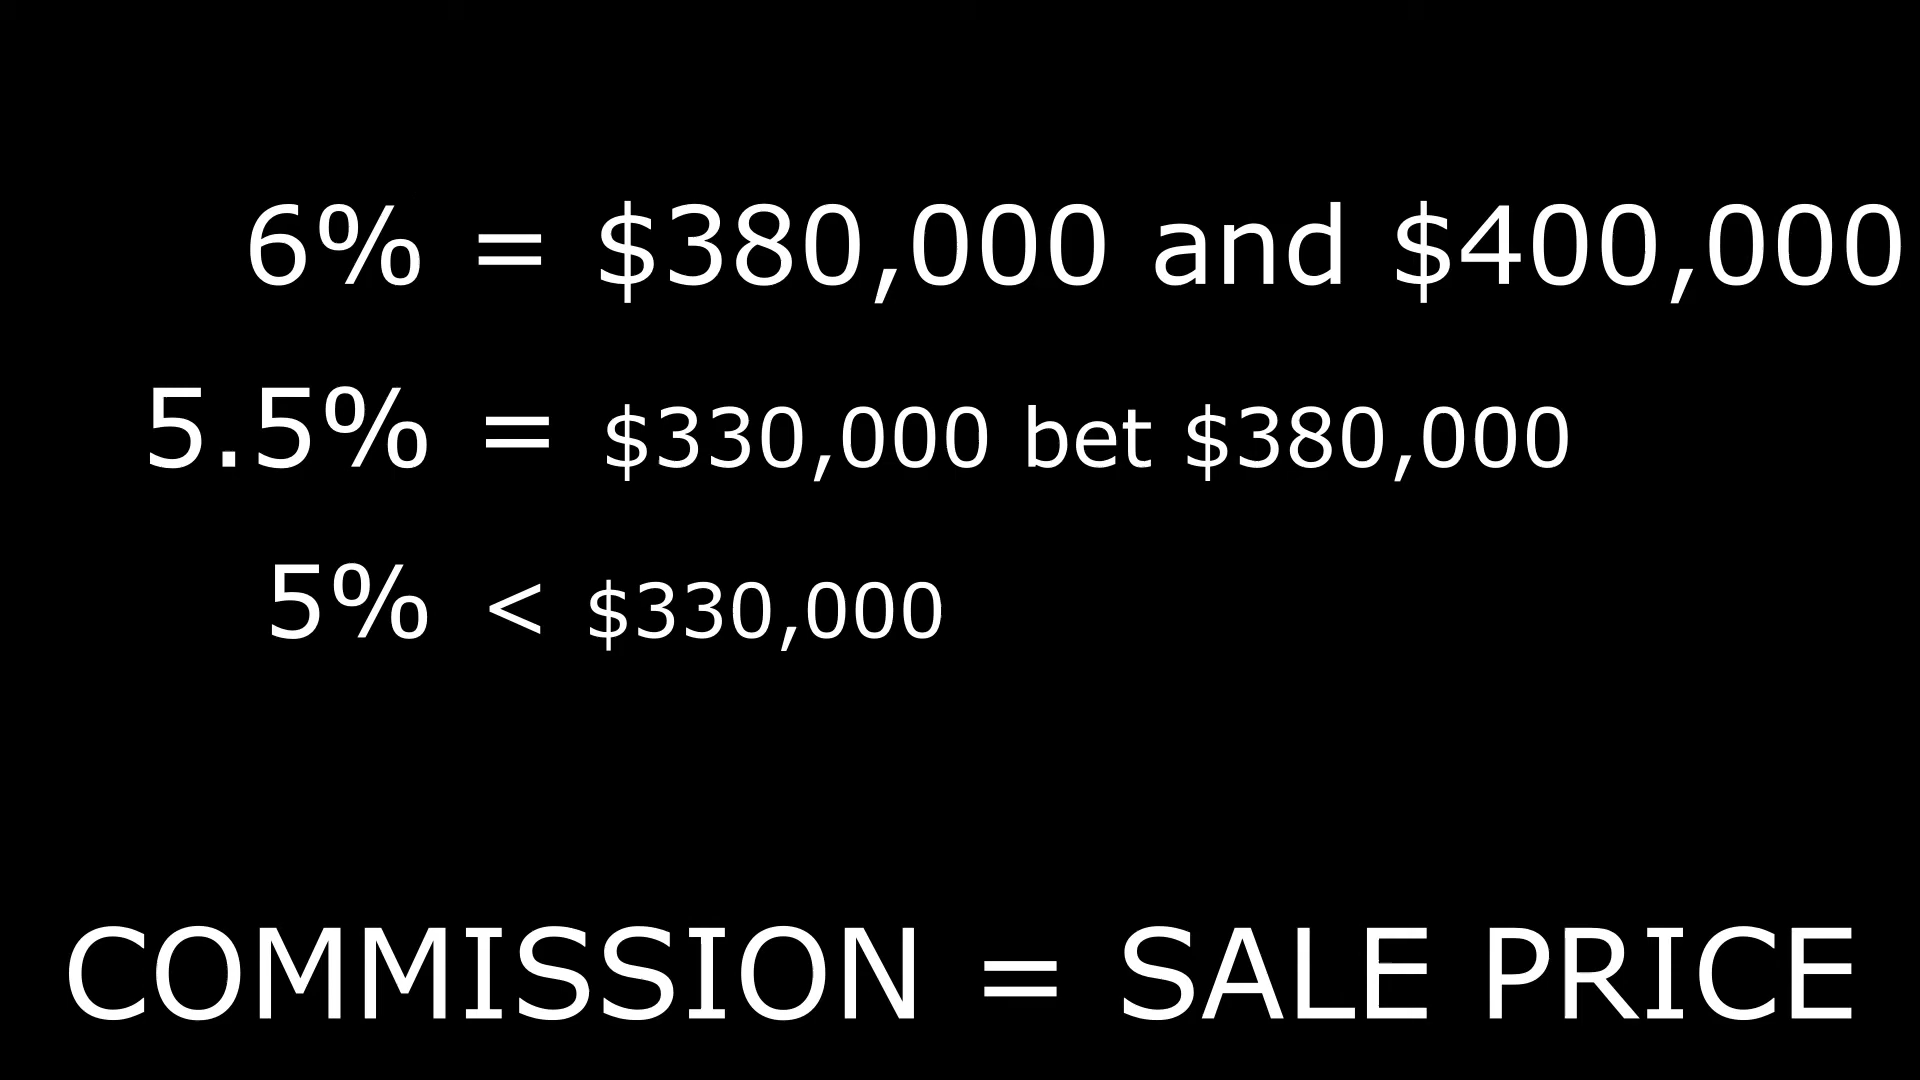 6% = $380,000 and $400,000
5.5% = $330,000 bet $380,000
5% < $330,000
COMMISSION = SALE PRICE